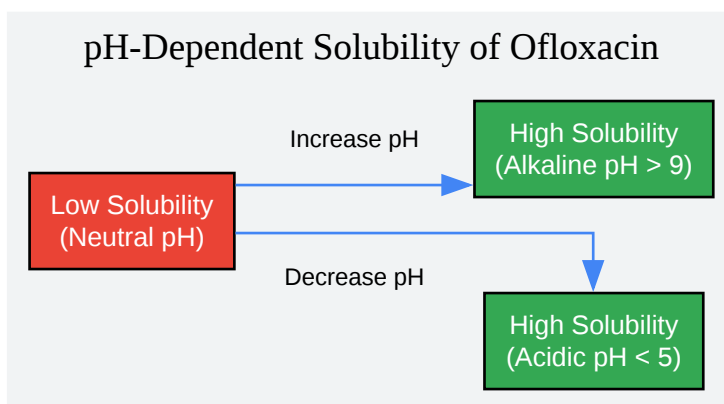 pH-Dependent Solubility of Ofloxacin
Increase pH
High Solubility
(Alkaline pH > 9)
Low Solubility
(Neutral pH)
Decrease pH
High Solubility
(Acidic pH < 5)